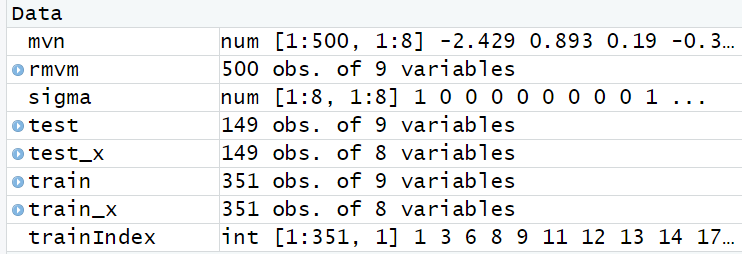 Data
mvn num [1:500, 1:8] -2.429 0.893 0.19 -0.3…
rmvm 500 obs. of 9 variables
sigma num [1:8, 1:8] 1 0 0 0 0 0 0 0 0 1 ...
test 149 obs. of 9 variables
test_x 149 obs. of 8 variables
train 351 obs. of 9 variables
train_x 351 obs. of 8 variables
trainIndex int [1:351, 1] 1 3 6 8 9 11 12 13 14 17…